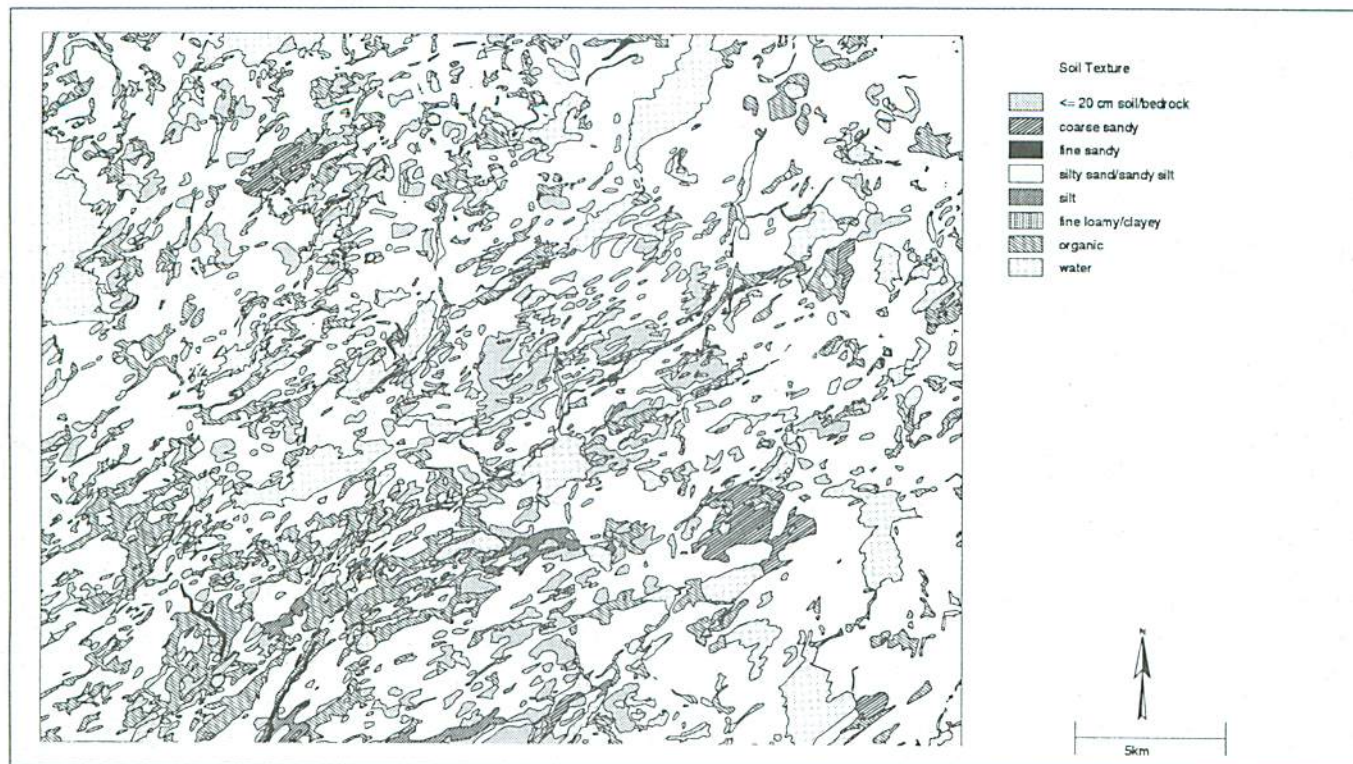 Soil Texture
<= 20 cm soil/bedrock
coarse sandy
fine sandy
silty sand/sandy silt
silt
fine loamy/clayey
organic
water
N
5km